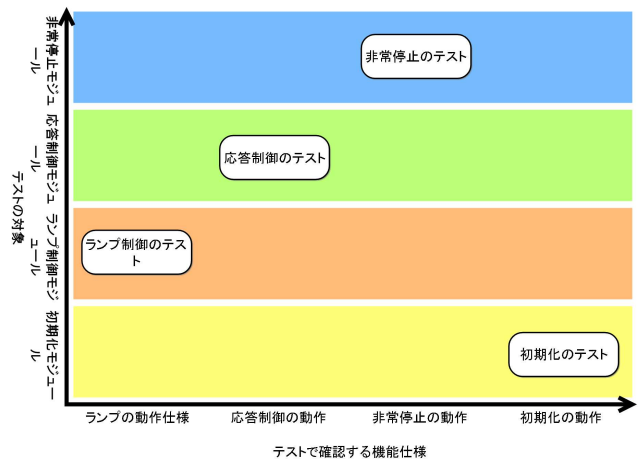 非常停止モジュ
ール
非常停止のテスト
応答制御モジュ
ール
応答制御のテスト
テストの対象
ランプ制御モジ
ュール
ランプ制御のテス
ト
初期化モジュー
ル
初期化のテスト
ランプの動作仕様
応答制御の動作
非常停止の動作
初期化の動作
テストで確認する機能仕様